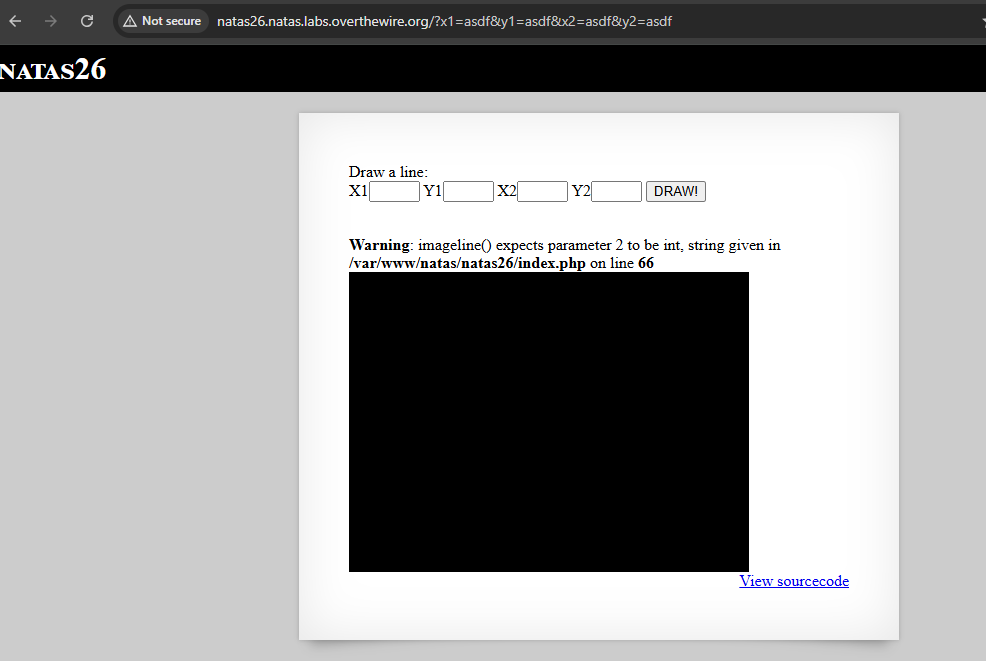 Not secure natas26.natas.labs.overthewire.org/?x1=asdf&y1=asdf&x2=asdf&y2=asdf
NATAS26
Draw a line:
X1 Y1 X2 Y2 DRAW!
Warning: imageline() expects parameter 2 to be int, string given in
/var/www/natas/natas26/index.php on line 66
View sourcecode